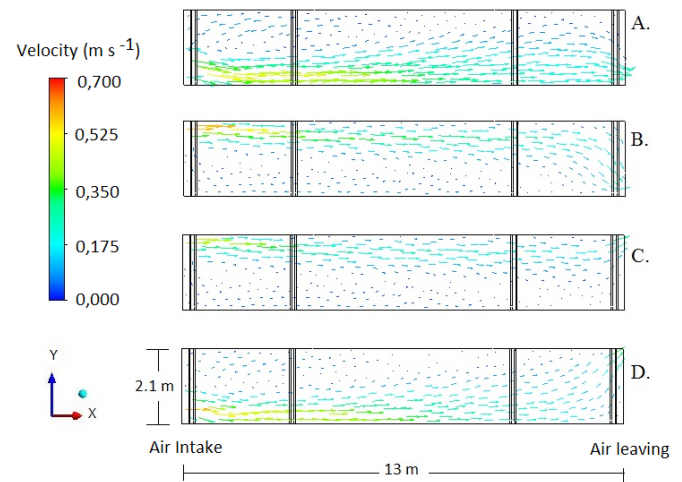 Velocity (m s -1)
0,700
0,525
0,350
0,175
0,000
A.
B.
C.
D.
Y
X
2.1 m
Air Intake
Air leaving
13 m